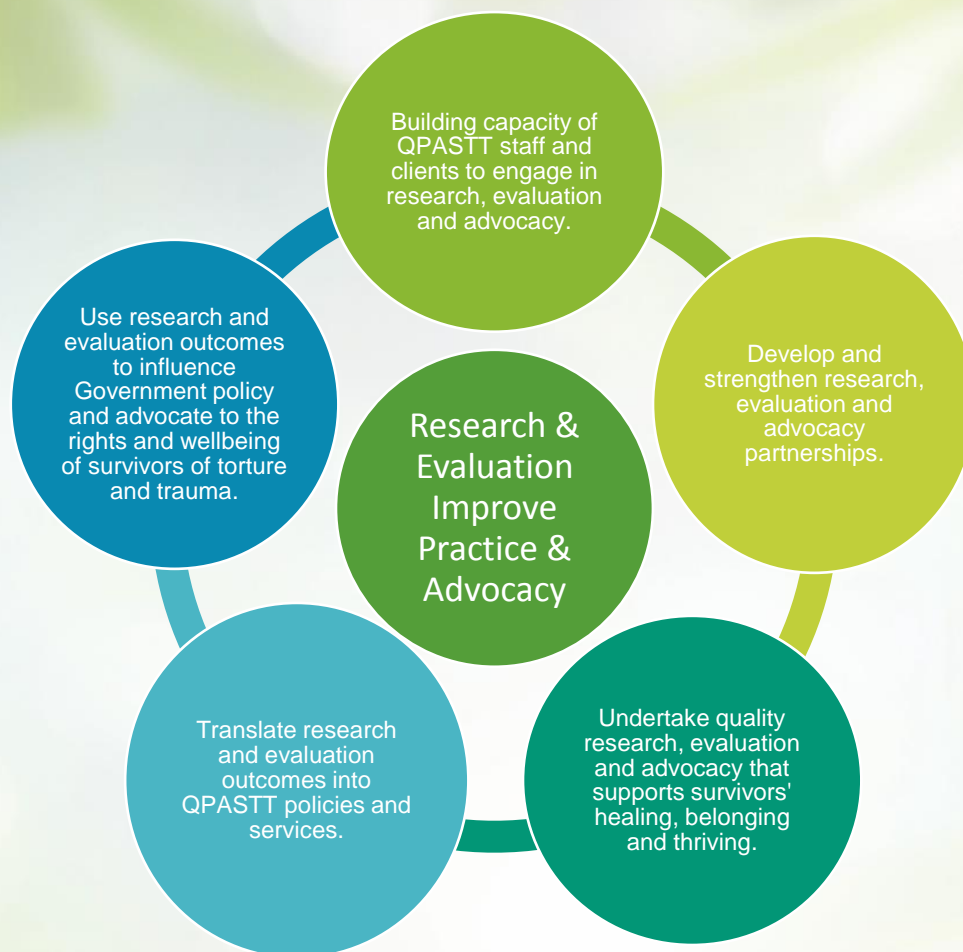 Building capacity of
QPASTT staff and
clients to engage in
research, evaluation
and advocacy.
Develop and
strengthen research,
evaluation and
advocacy
partnerships.
Undertake quality
research, evaluation
and advocacy that
supports survivors'
healing, belonging
and thriving.
Translate research
and evaluation
outcomes into
QPASTT policies and
services.
Use research and
evaluation outcomes
to influence
Government policy
and advocate to the
rights and wellbeing
of survivors of torture
and trauma.
Research &
Evaluation
Improve
Practice &
Advocacy